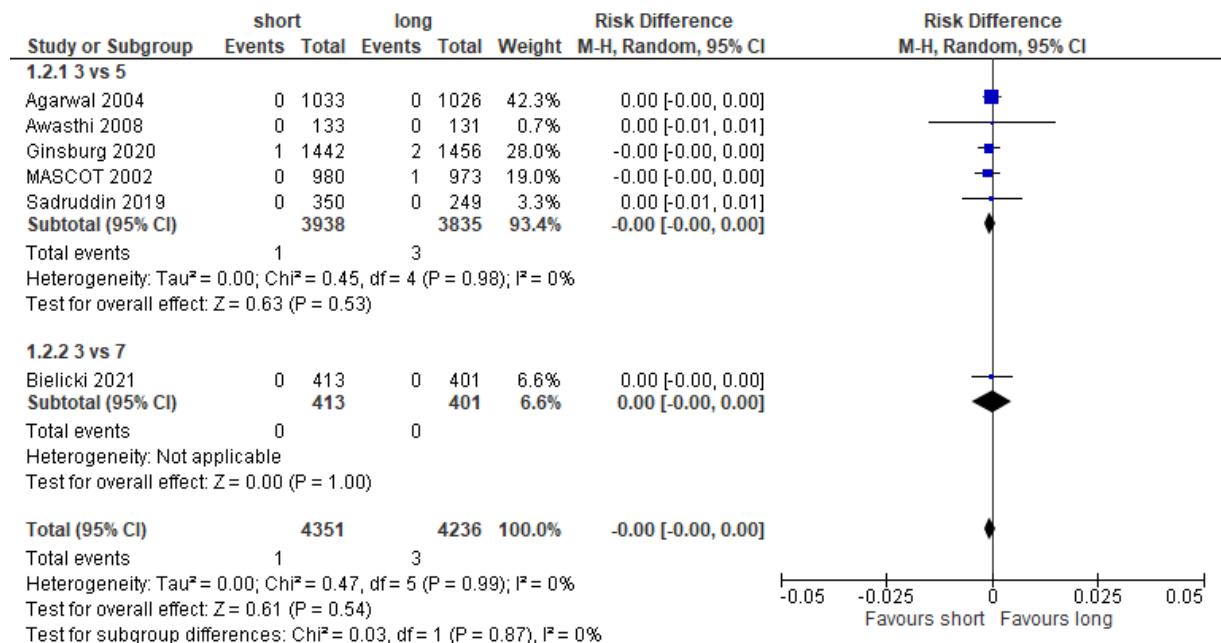 short long Risk Difference Risk Difference
Study or Subgroup Events Total Events Total Weight M-H, Random, 95% CI M-H, Random, 95% CI
1.2.1 3 vs 5
Agarwal 2004 0 1033 0 1026 42.3% 0.00 [-0.00, 0.00]
Awasthi 2008 0 133 0 131 0.7% 0.00 [-0.01, 0.01]
Ginsburg 2020 1 1442 2 1456 28.0% -0.00 [-0.00, 0.00]
MASCOT 2002 0 980 1 973 19.0% -0.00 [-0.00, 0.00]
Sadruddin 2019 0 350 0 249 3.3% 0.00 [-0.01, 0.01]
Subtotal (95% CI) 3938 3835 93.4% -0.00 [-0.00, 0.00]
Total events 1 3
Heterogeneity: Tau² = 0.00; Chi² = 0.45, df = 4 (P = 0.98); I² = 0%
Test for overall effect: Z = 0.63 (P = 0.53)
1.2.2 3 vs 7
Bielicki 2021 0 413 0 401 6.6% 0.00 [-0.00, 0.00]
Subtotal (95% CI) 413 401 6.6% 0.00 [-0.00, 0.00]
Total events 0 0
Heterogeneity: Not applicable
Test for overall effect: Z = 0.00 (P = 1.00)
Total (95% CI) 4351 4236 100.0% -0.00 [-0.00, 0.00]
Total events 1 3
Heterogeneity: Tau² = 0.00; Chi² = 0.47, df = 5 (P = 0.99); I² = 0%
Test for overall effect: Z = 0.61 (P = 0.54)
Test for subgroup differences: Chi² = 0.03, df = 1 (P = 0.87), I² = 0%
-0.05 -0.025 0 0.025 0.05
Favours short Favours long